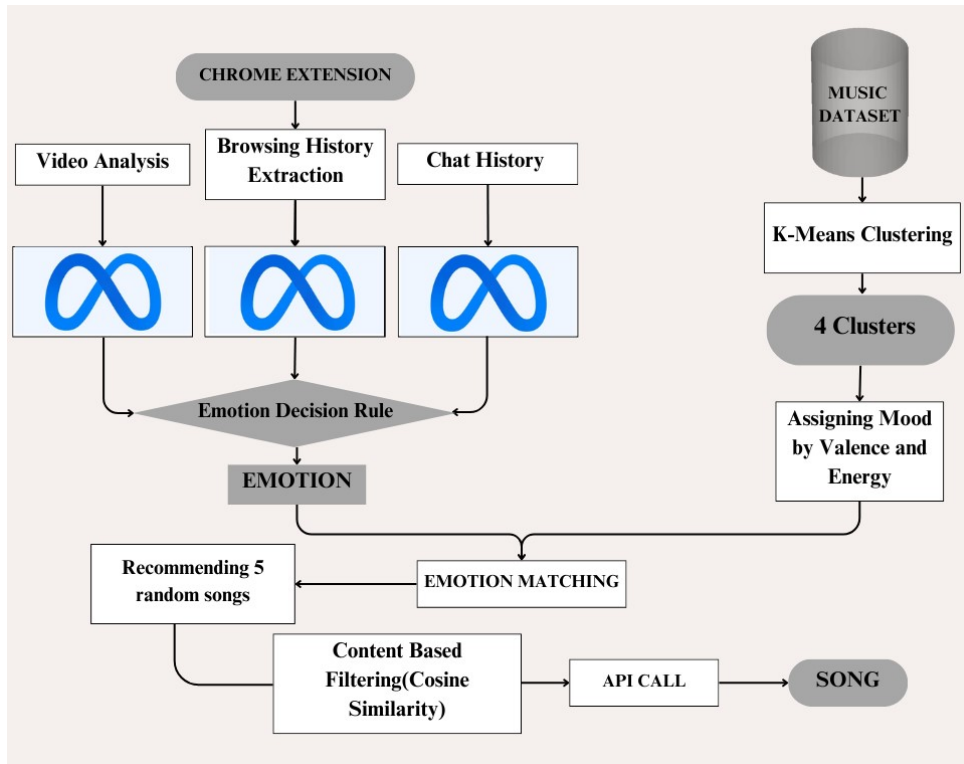 CHROME EXTENSION
MUSIC
DATASET
Video Analysis
Browsing History
Extraction
Chat History
K-Means Clustering
4 Clusters
Emotion Decision Rule
Assigning Mood
by Valence and
Energy
EMOTION
EMOTION MATCHING
Recommending 5
random songs
Content Based
Filtering(Cosine
Similarity)
API CALL
SONG